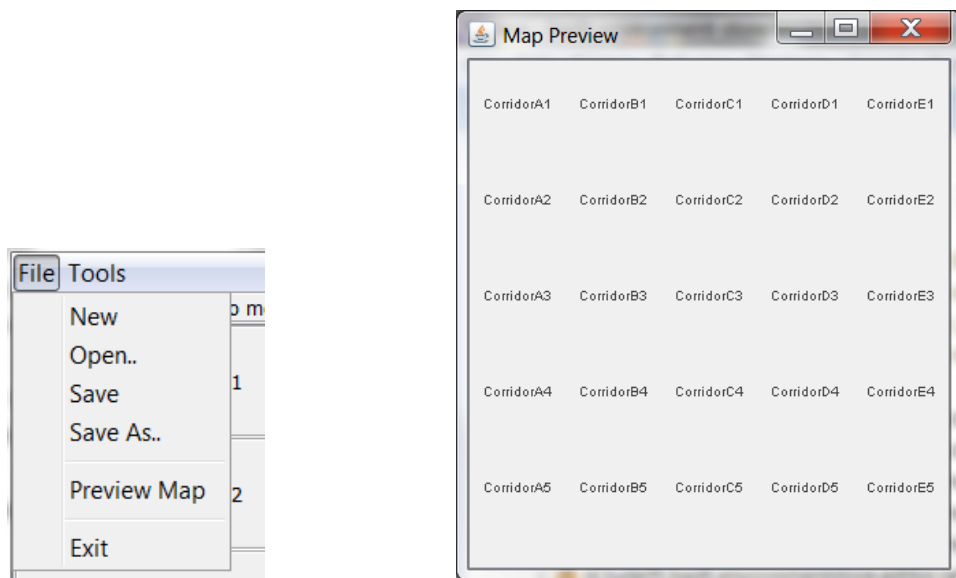 File Tools
New
Open..
Save
Save As..
Preview Map
Exit
1
2
Map Preview
CorridorA1 CorridorB1 CorridorC1 CorridorD1 CorridorE1
CorridorA2 CorridorB2 CorridorC2 CorridorD2 CorridorE2
CorridorA3 CorridorB3 CorridorC3 CorridorD3 CorridorE3
CorridorA4 CorridorB4 CorridorC4 CorridorD4 CorridorE4
CorridorA5 CorridorB5 CorridorC5 CorridorD5 CorridorE5